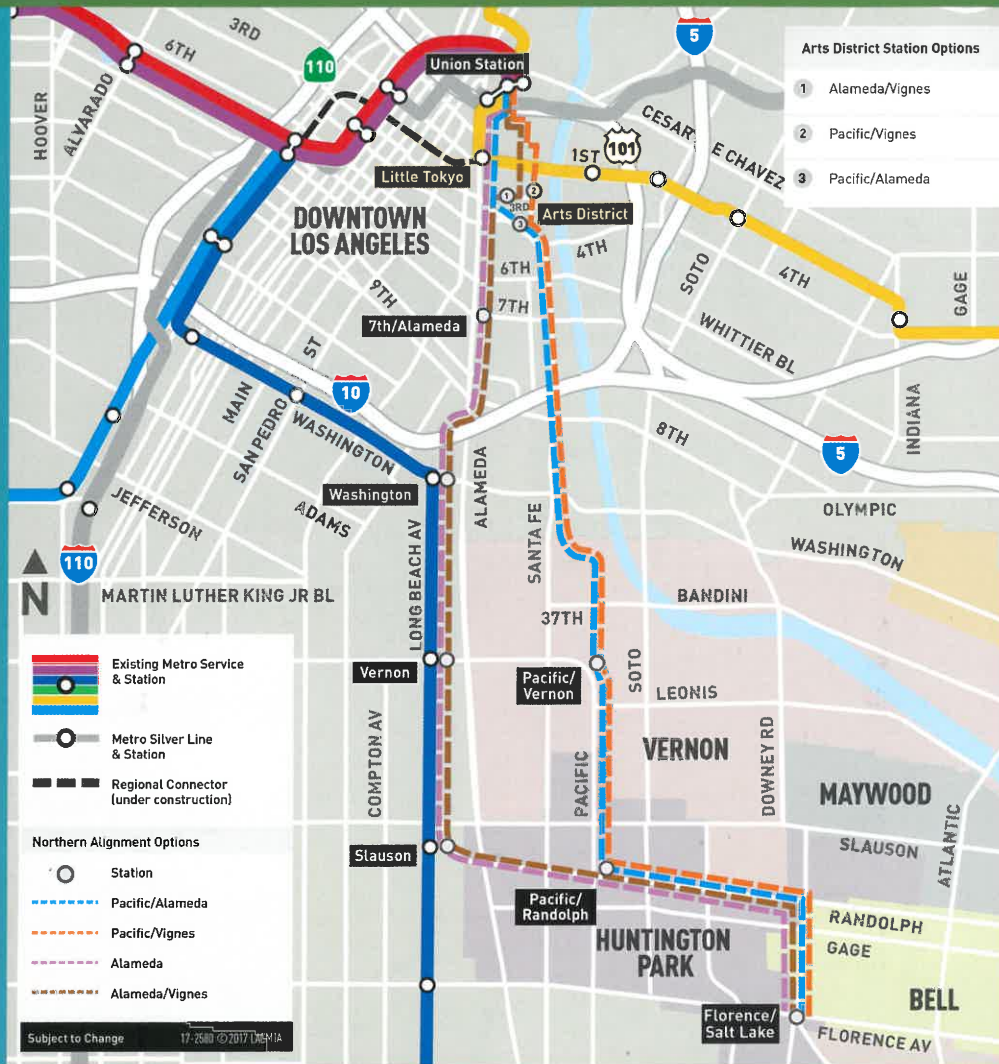 3RD
6TH
110
5
Union Station
HOOVER
ALVARADO
CESAR E CHAVEZ
101
1ST
Little Tokyo
1
2
3RD
3
Arts District
DOWNTOWN
LOS ANGELES
4TH
6TH
SOTO
4TH
GAGE
9TH
7TH
7th/Alameda
WHITTIER BL
ST
MAIN
10
SAN PEDRO
WASHINGTON
INDIANA
8TH
5
Washington
ALAMEDA
JEFFERSON
ADAMS
OLYMPIC
SANTA FE
WASHINGTON
110
N
MARTIN LUTHER KING JR BL
LONG BEACH AV
BANDINI
37TH
Vernon
Pacific/
Vernon
SOTO
LEONIS
COMPTON AV
PACIFIC
VERNON
DOWNEY RD
MAYWOOD
ATLANTIC
Slauson
SLAUSON
Pacific/
Randolph
RANDOLPH
HUNTINGTON
PARK
GAGE
BELL
Florence/
Salt Lake
FLORENCE AV
Arts District Station Options
1 Alameda/Vignes
2 Pacific/Vignes
3 Pacific/Alameda
Existing Metro Service
& Station
Metro Silver Line
& Station
Regional Connector
(under construction)
Northern Alignment Options
Station
Pacific/Alameda
Pacific/Vignes
Alameda
Alameda/Vignes
Subject to Change 17-2580 ©2017